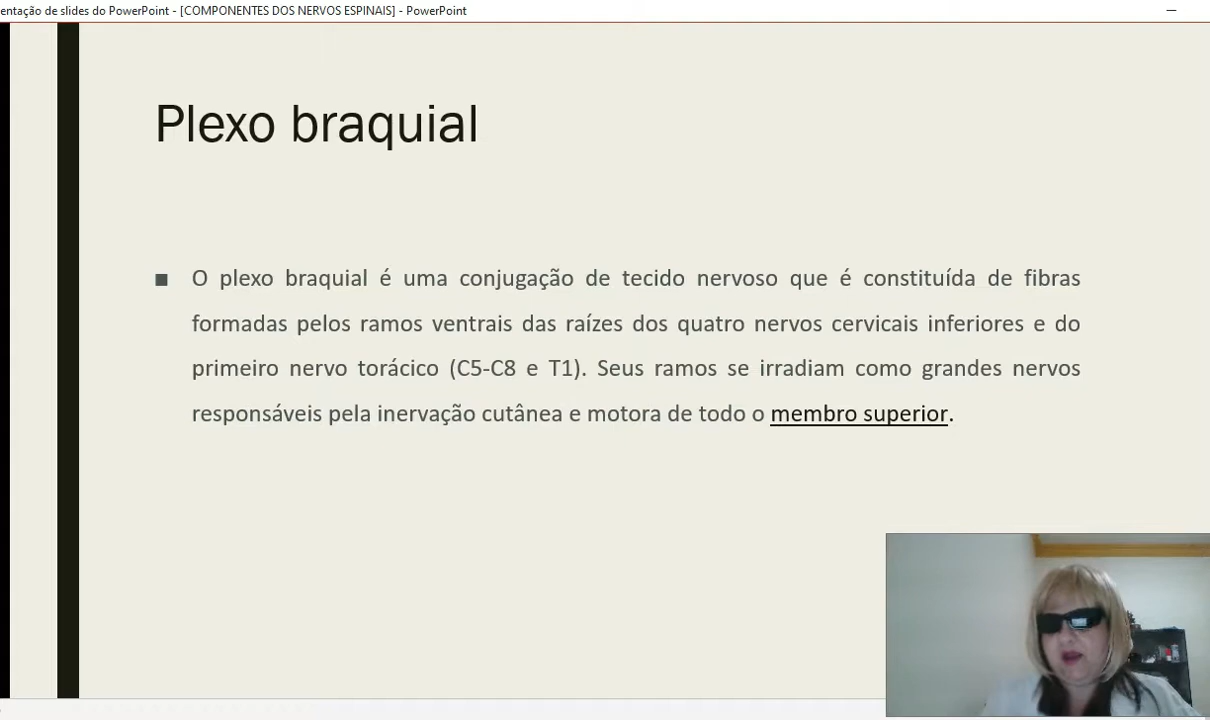 entação de slides do PowerPoint - [COMPONENTES DOS NERVOS ESPINAIS] - PowerPoint
Plexo braquial
O plexo braquial é uma conjugação de tecido nervoso que é constituída de fibras
formadas pelos ramos ventrais das raízes dos quatro nervos cervicais inferiores e do
primeiro nervo torácico (C5-C8 e T1). Seus ramos se irradiam como grandes nervos
responsáveis pela inervação cutânea e motora de todo o membro superior.